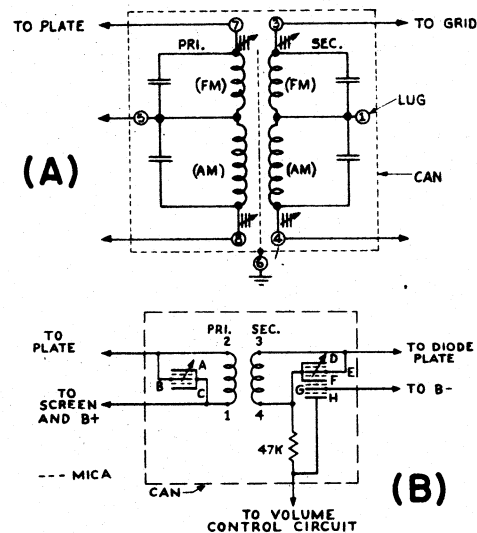 7
3
TO PLATE
TO GRID
PRI.
SEC.
(FM)
(FM)
5
1
LUG
(A)
(AM)
(AM)
CAN
8
4
6
TO
PLATE
PRI.
SEC.
2
3
A
D
TO DIODE
PLATE
B
E
F
C
G
TO B-
TO
SCREEN
AND B+
H
1
4
47K
--- MICA
CAN
(B)
TO VOLUME
CONTROL CIRCUIT